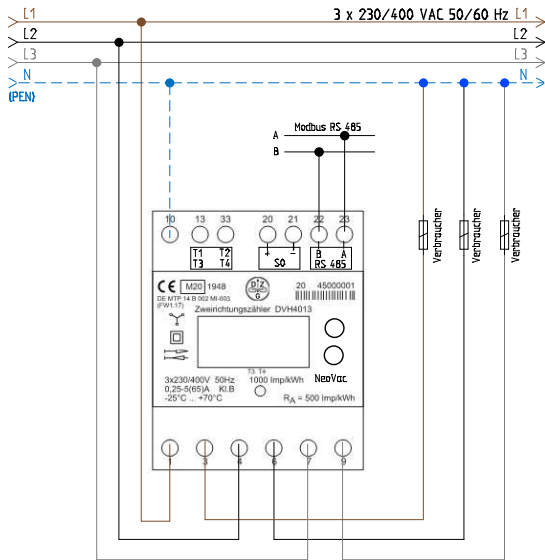 L1 3 x 230/400 VAC 50/60 Hz L1
L2 L2
L3 L3
N N
(PEN)
Modbus RS 485
A
B
10 13 33 20 21 22 23
T1 T2 + - B A
T3 T4 S0 RS 485
Verbraucher
Verbraucher
Verbraucher
CE M20 1948 DZG 20 45000001
DE MTP 14 B 002 MI-003
(FW1.17)
Zweirichtungszähler DVH4013
NeoVac
T3 T4
3x230/400V 50Hz 1000 Imp/kWh
0,25-5(65)A Kl.B
-25°C .. +70°C RA = 500 Imp/kWh
1 3 4 6 7 9